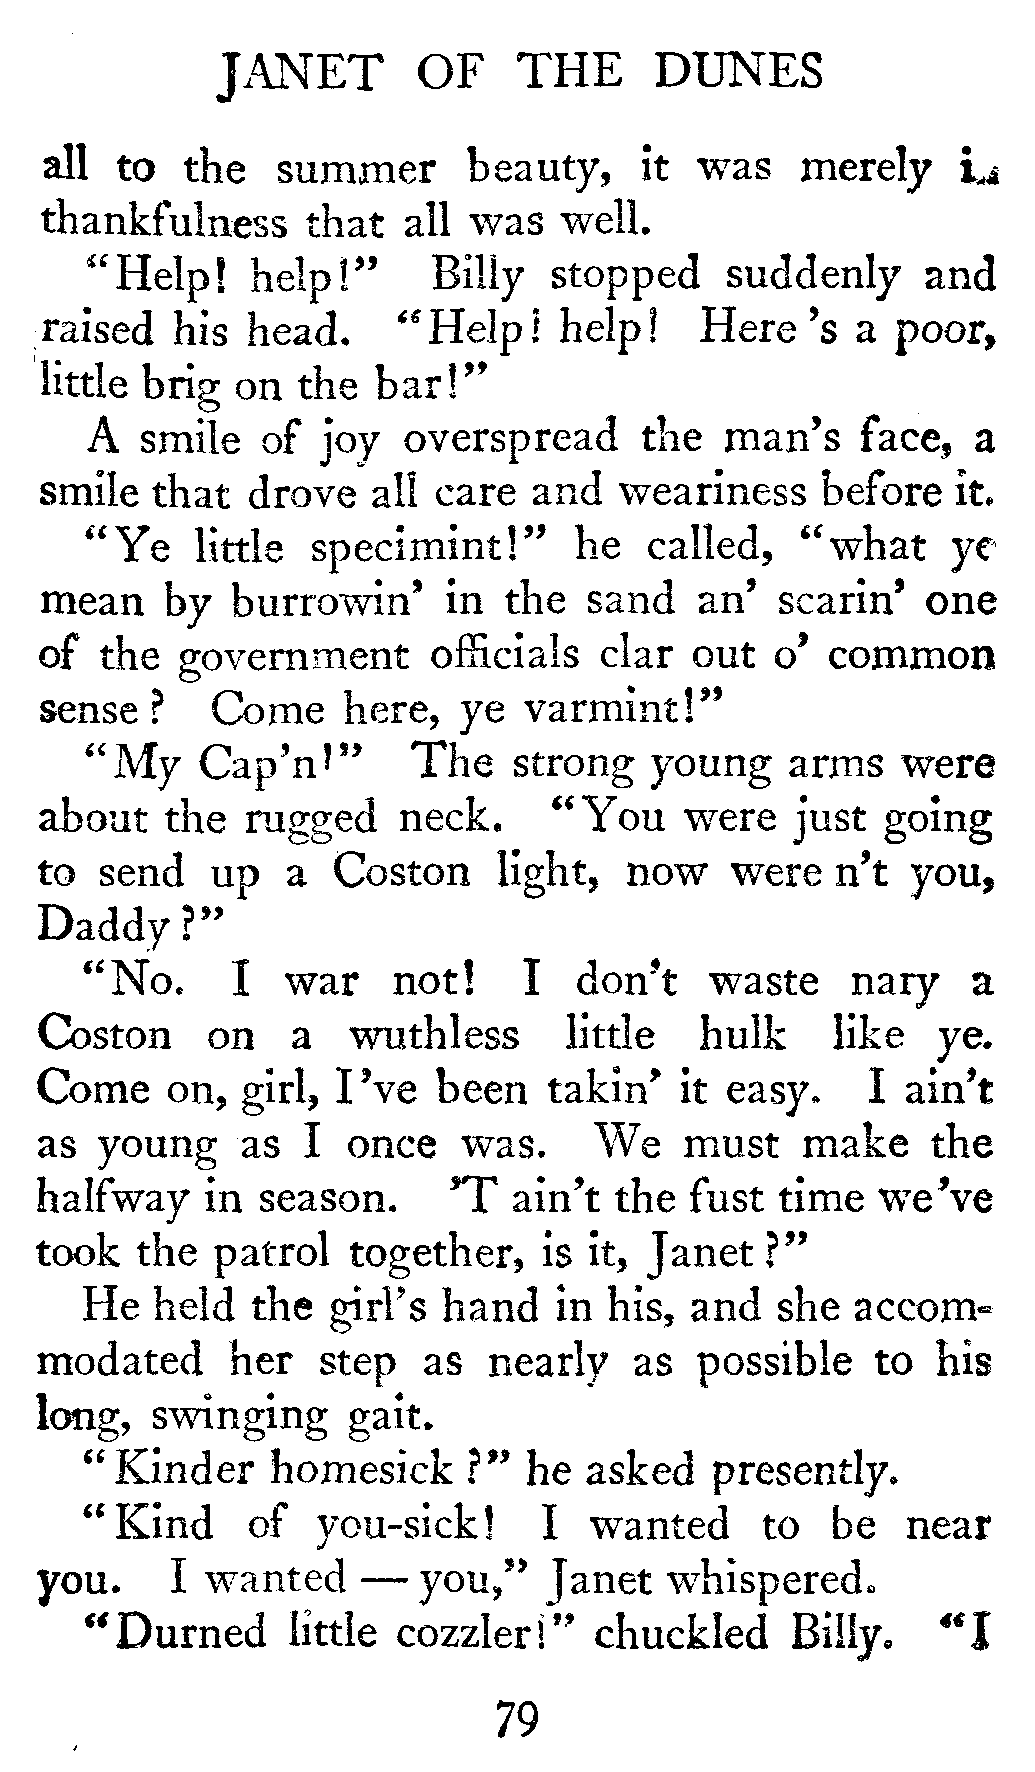 JANET OF THE DUNES
all to the summer beauty, it was merely
thankfulness that all was well.
"Help! help!" Billy stopped suddenly and
raised his head. "Help! help! Here's a poor,
little brig on the bar!"
A smile of joy overspread the man's face, a
smile that drove all care and weariness before it.
"Ye little specimint!" he called, "what ye
mean by burrowin' in the sand an' scarin' one
of the government officials clar out o' common
sense? Come here, ye varmint!"
"My Cap'n!" The strong young arms were
about the rugged neck. "You were just going
to send up a Coston light, now were n't you,
Daddy?"
"No. I war not! I don't waste nary a
Coston on a wuthless little hulk like ye.
Come on, girl, I've been takin' it easy. I ain't
as young as I once was. We must make the
halfway in season. 'T ain't the fust time we've
took the patrol together, is it, Janet?"
He held the girl's hand in his, and she accom-
modated her step as nearly as possible to his
long, swinging gait.
"Kinder homesick?" he asked presently.
"Kind of you-sick! I wanted to be near
you. I wanted — you," Janet whispered.
"Durned little cozzler!" chuckled Billy. "I
79